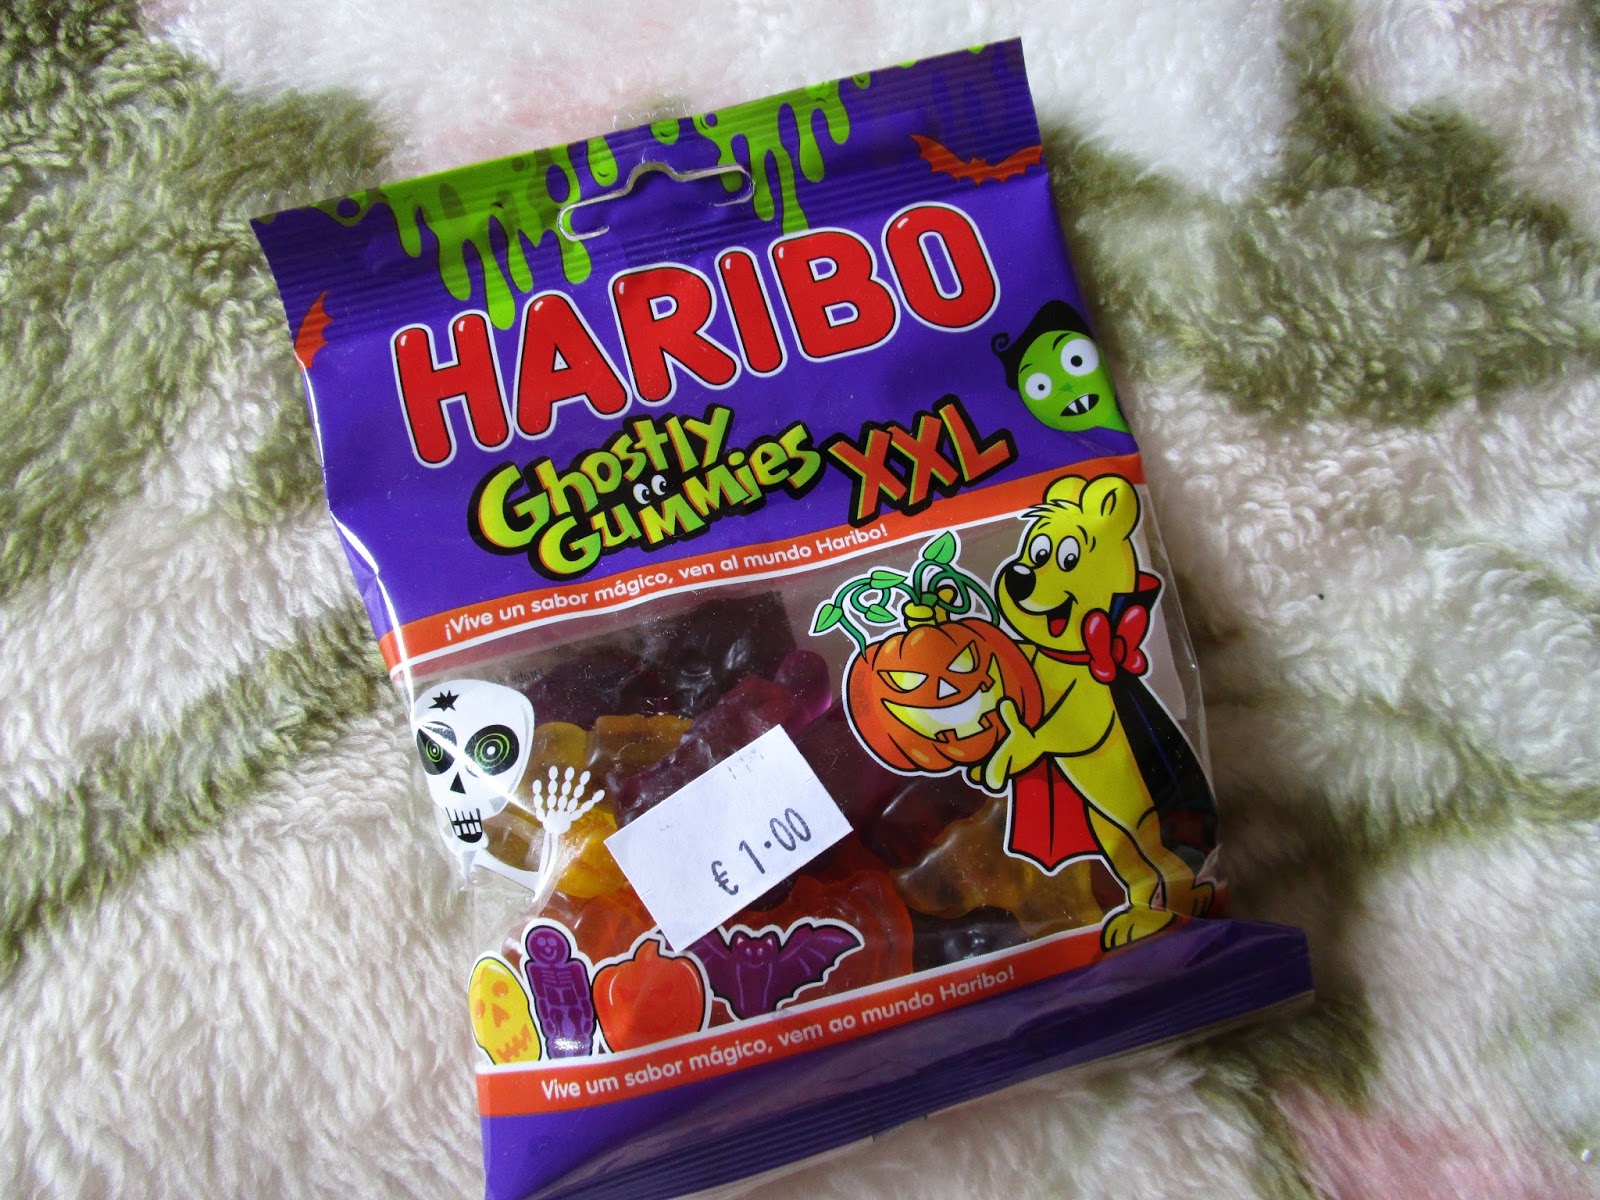 HARIBO
Ghostly
Gummies XXL
¡Vive un sabor mágico, ven al mundo Haribo!
€ 1.00
Vive um sabor mágico, vem ao mundo Haribo!